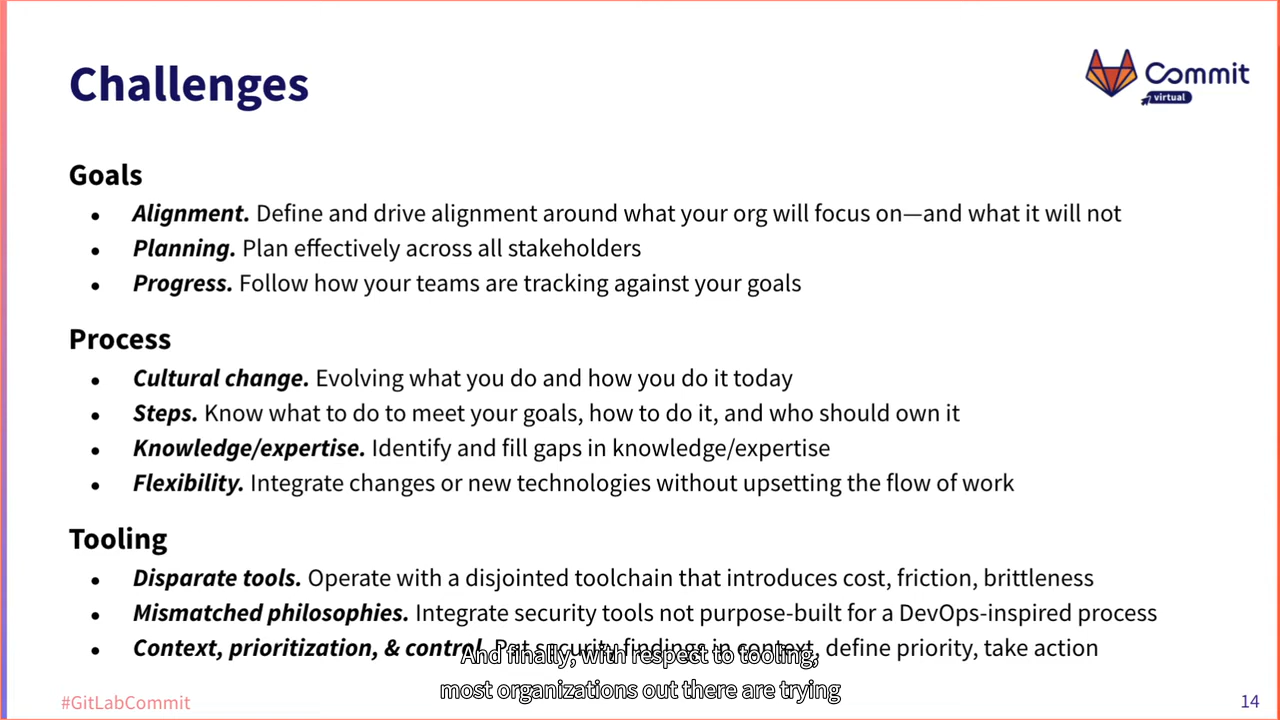 Challenges
Commit
virtual
Goals
• Alignment. Define and drive alignment around what your org will focus on—and what it will not
• Planning. Plan effectively across all stakeholders
• Progress. Follow how your teams are tracking against your goals
Process
• Cultural change. Evolving what you do and how you do it today
• Steps. Know what to do to meet your goals, how to do it, and who should own it
• Knowledge/expertise. Identify and fill gaps in knowledge/expertise
• Flexibility. Integrate changes or new technologies without upsetting the flow of work
Tooling
• Disparate tools. Operate with a disjointed toolchain that introduces cost, friction, brittleness
• Mismatched philosophies. Integrate security tools not purpose-built for a DevOps-inspired process
• Context, prioritization, & control. Put security findings in context, define priority, take action
And finally, with respect to tooling,
most organizations out there are trying
#GitLabCommit
14